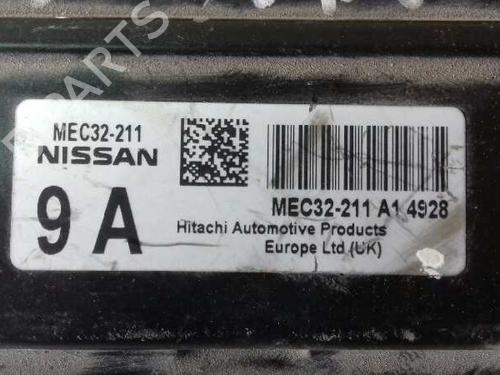 MEC32-211
NISSAN
9 A
MEC32-211 A1 4928
Hitachi Automotive Products
Europe Ltd (UK)